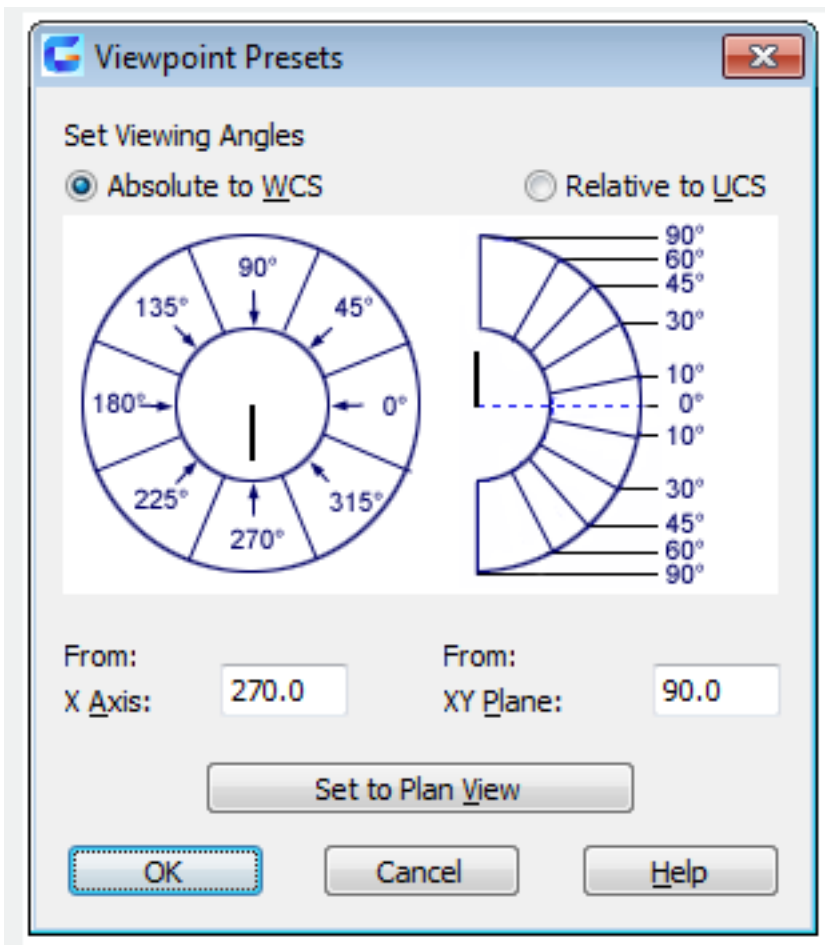 Viewpoint Presets
Set Viewing Angles
Absolute to WCS
Relative to UCS
90°
135°
45°
180°
0°
225°
315°
270°
90°
60°
45°
30°
10°
0°
10°
30°
45°
60°
90°
From:
X Axis:
270.0
From:
XY Plane:
90.0
Set to Plan View
OK
Cancel
Help